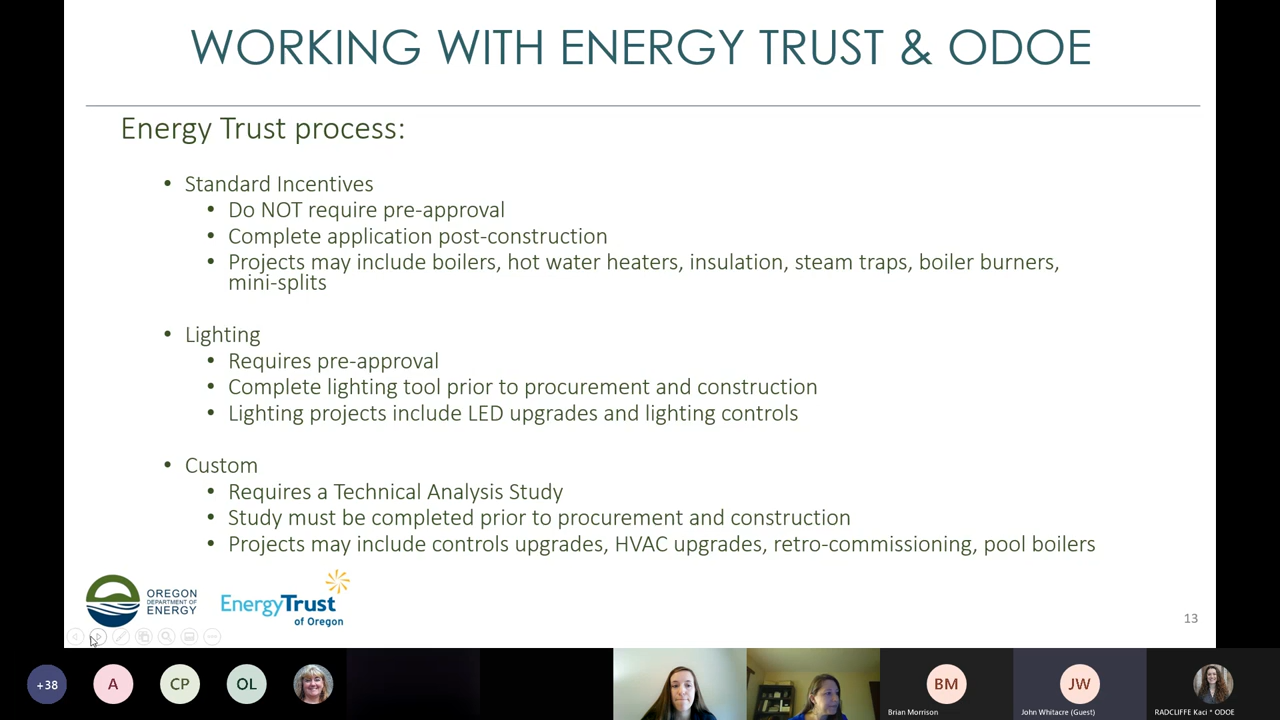 WORKING WITH ENERGY TRUST & ODOE
Energy Trust process:
• Standard Incentives
• Do NOT require pre-approval
• Complete application post-construction
• Projects may include boilers, hot water heaters, insulation, steam traps, boiler burners,
mini-splits
• Lighting
• Requires pre-approval
• Complete lighting tool prior to procurement and construction
• Lighting projects include LED upgrades and lighting controls
• Custom
• Requires a Technical Analysis Study
• Study must be completed prior to procurement and construction
• Projects may include controls upgrades, HVAC upgrades, retro-commissioning, pool boilers
OREGON
DEPARTMENT OF
ENERGY
EnergyTrust
of Oregon
13
+38
A
CP
OL
BM
JW
Brian Morrison
John Whitacre (Guest)
RADCLIFFE Kaci * ODOE